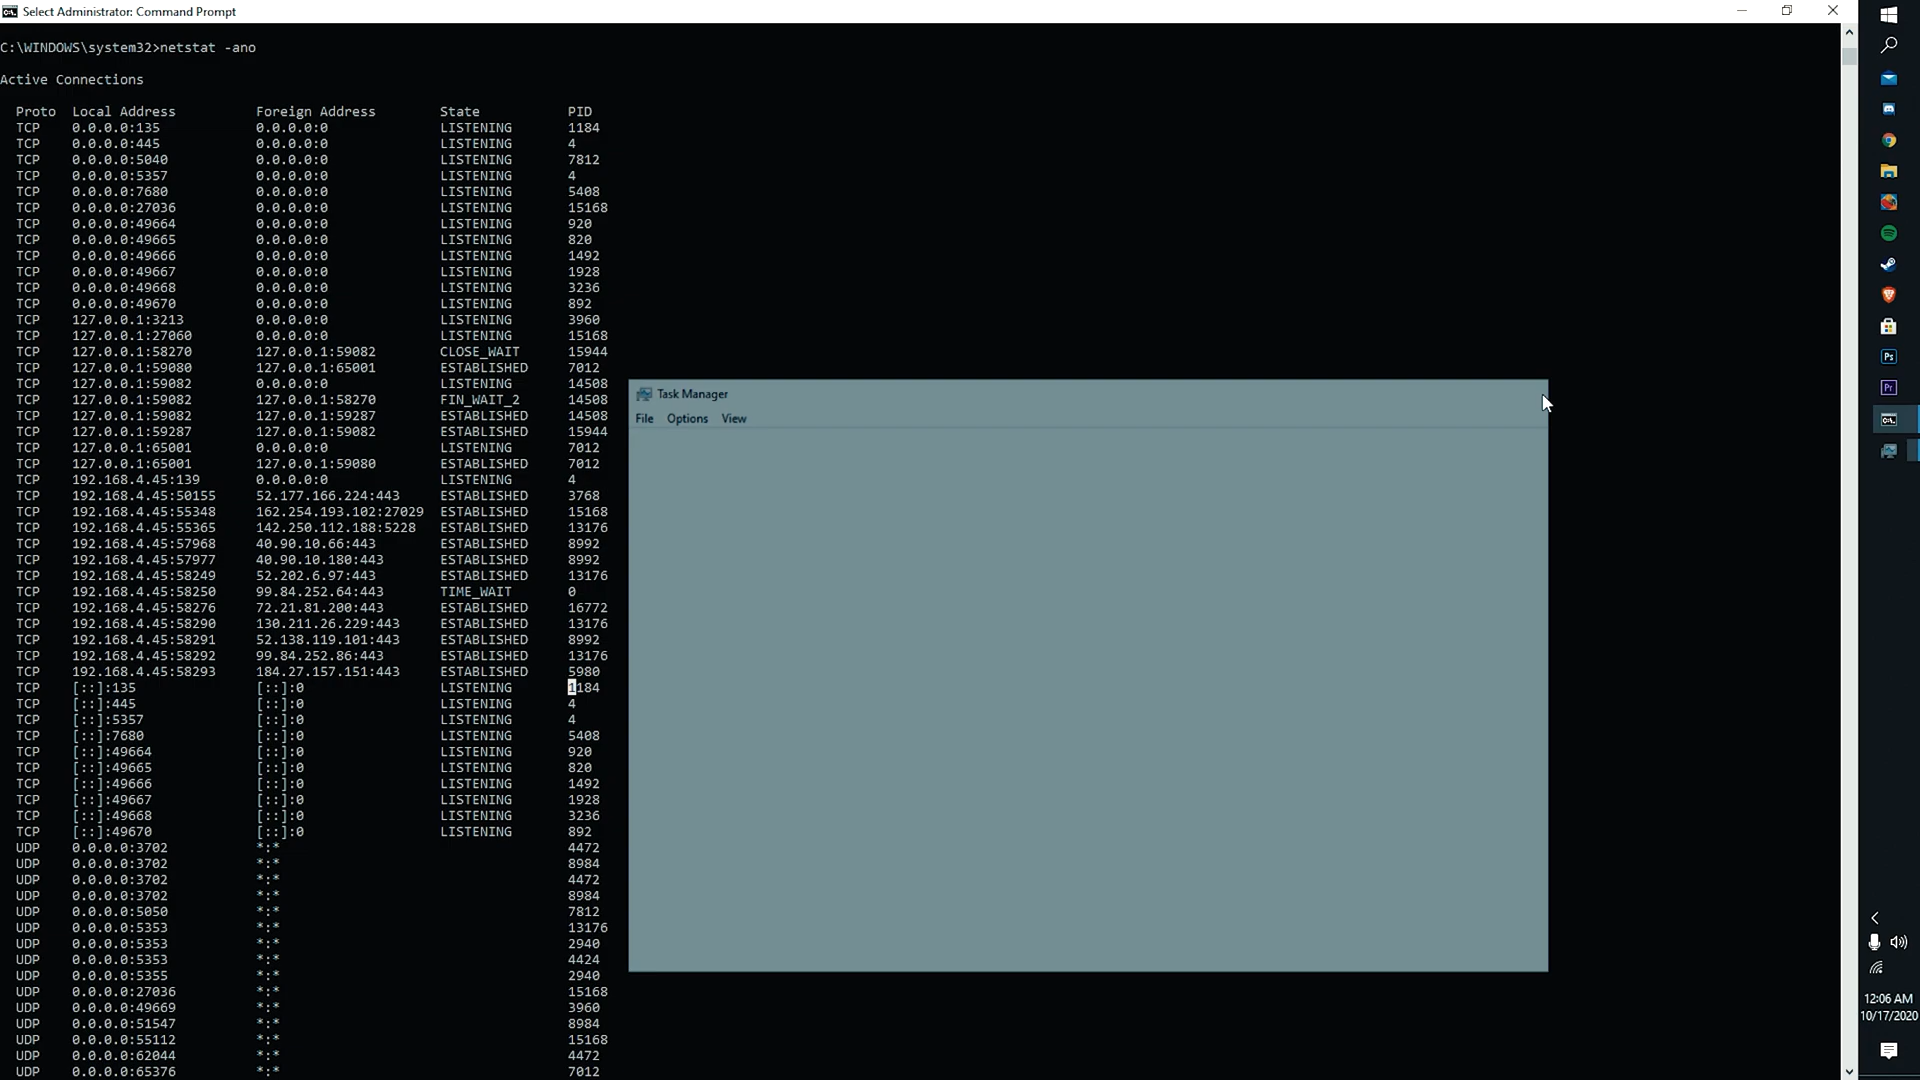 Select Administrator: Command Prompt
C:\WINDOWS\system32>netstat -ano
Active Connections
Proto Local Address Foreign Address State PID
TCP 0.0.0.0:135 0.0.0.0:0 LISTENING 1184
TCP 0.0.0.0:445 0.0.0.0:0 LISTENING 4
TCP 0.0.0.0:5040 0.0.0.0:0 LISTENING 7812
TCP 0.0.0.0:5357 0.0.0.0:0 LISTENING 4
TCP 0.0.0.0:7680 0.0.0.0:0 LISTENING 5408
TCP 0.0.0.0:27036 0.0.0.0:0 LISTENING 15168
TCP 0.0.0.0:49664 0.0.0.0:0 LISTENING 920
TCP 0.0.0.0:49665 0.0.0.0:0 LISTENING 820
TCP 0.0.0.0:49666 0.0.0.0:0 LISTENING 1492
TCP 0.0.0.0:49667 0.0.0.0:0 LISTENING 1928
TCP 0.0.0.0:49668 0.0.0.0:0 LISTENING 3236
TCP 0.0.0.0:49670 0.0.0.0:0 LISTENING 892
TCP 127.0.0.1:3213 0.0.0.0:0 LISTENING 3960
TCP 127.0.0.1:27060 0.0.0.0:0 LISTENING 15168
TCP 127.0.0.1:58270 127.0.0.1:59082 CLOSE_WAIT 15944
TCP 127.0.0.1:59080 127.0.0.1:65001 ESTABLISHED 7012
TCP 127.0.0.1:59082 0.0.0.0:0 LISTENING 14508
TCP 127.0.0.1:59082 127.0.0.1:58270 FIN_WAIT_2 14508
TCP 127.0.0.1:59082 127.0.0.1:59287 ESTABLISHED 14508
TCP 127.0.0.1:59287 127.0.0.1:59082 ESTABLISHED 15944
TCP 127.0.0.1:65001 0.0.0.0:0 LISTENING 7012
TCP 127.0.0.1:65001 127.0.0.1:59080 ESTABLISHED 7012
TCP 192.168.4.45:139 0.0.0.0:0 LISTENING 4
TCP 192.168.4.45:50155 52.177.166.224:443 ESTABLISHED 3768
TCP 192.168.4.45:55348 162.254.193.102:27029 ESTABLISHED 15168
TCP 192.168.4.45:55365 142.250.112.188:5228 ESTABLISHED 13176
TCP 192.168.4.45:57968 40.90.10.66:443 ESTABLISHED 8992
TCP 192.168.4.45:57977 40.90.10.180:443 ESTABLISHED 8992
TCP 192.168.4.45:58249 52.202.6.97:443 ESTABLISHED 13176
TCP 192.168.4.45:58250 99.84.252.64:443 TIME_WAIT 0
TCP 192.168.4.45:58276 72.21.81.200:443 ESTABLISHED 16772
TCP 192.168.4.45:58290 130.211.26.229:443 ESTABLISHED 13176
TCP 192.168.4.45:58291 52.138.119.101:443 ESTABLISHED 8992
TCP 192.168.4.45:58292 99.84.252.86:443 ESTABLISHED 13176
TCP 192.168.4.45:58293 184.27.157.151:443 ESTABLISHED 5980
TCP [::]:135 [::]:0 LISTENING 1184
TCP [::]:445 [::]:0 LISTENING 4
TCP [::]:5357 [::]:0 LISTENING 4
TCP [::]:7680 [::]:0 LISTENING 5408
TCP [::]:49664 [::]:0 LISTENING 920
TCP [::]:49665 [::]:0 LISTENING 820
TCP [::]:49666 [::]:0 LISTENING 1492
TCP [::]:49667 [::]:0 LISTENING 1928
TCP [::]:49668 [::]:0 LISTENING 3236
TCP [::]:49670 [::]:0 LISTENING 892
UDP 0.0.0.0:3702 *:* 4472
UDP 0.0.0.0:3702 *:* 8984
UDP 0.0.0.0:3702 *:* 4472
UDP 0.0.0.0:3702 *:* 8984
UDP 0.0.0.0:5050 *:* 7812
UDP 0.0.0.0:5353 *:* 13176
UDP 0.0.0.0:5353 *:* 2940
UDP 0.0.0.0:5353 *:* 4424
UDP 0.0.0.0:5355 *:* 2940
UDP 0.0.0.0:27036 *:* 15168
UDP 0.0.0.0:49669 *:* 3960
UDP 0.0.0.0:51547 *:* 8984
UDP 0.0.0.0:55112 *:* 15168
UDP 0.0.0.0:62044 *:* 4472
UDP 0.0.0.0:65376 *:* 7012
Task Manager
File Options View
Ps
Pr
12:06 AM
10/17/2020